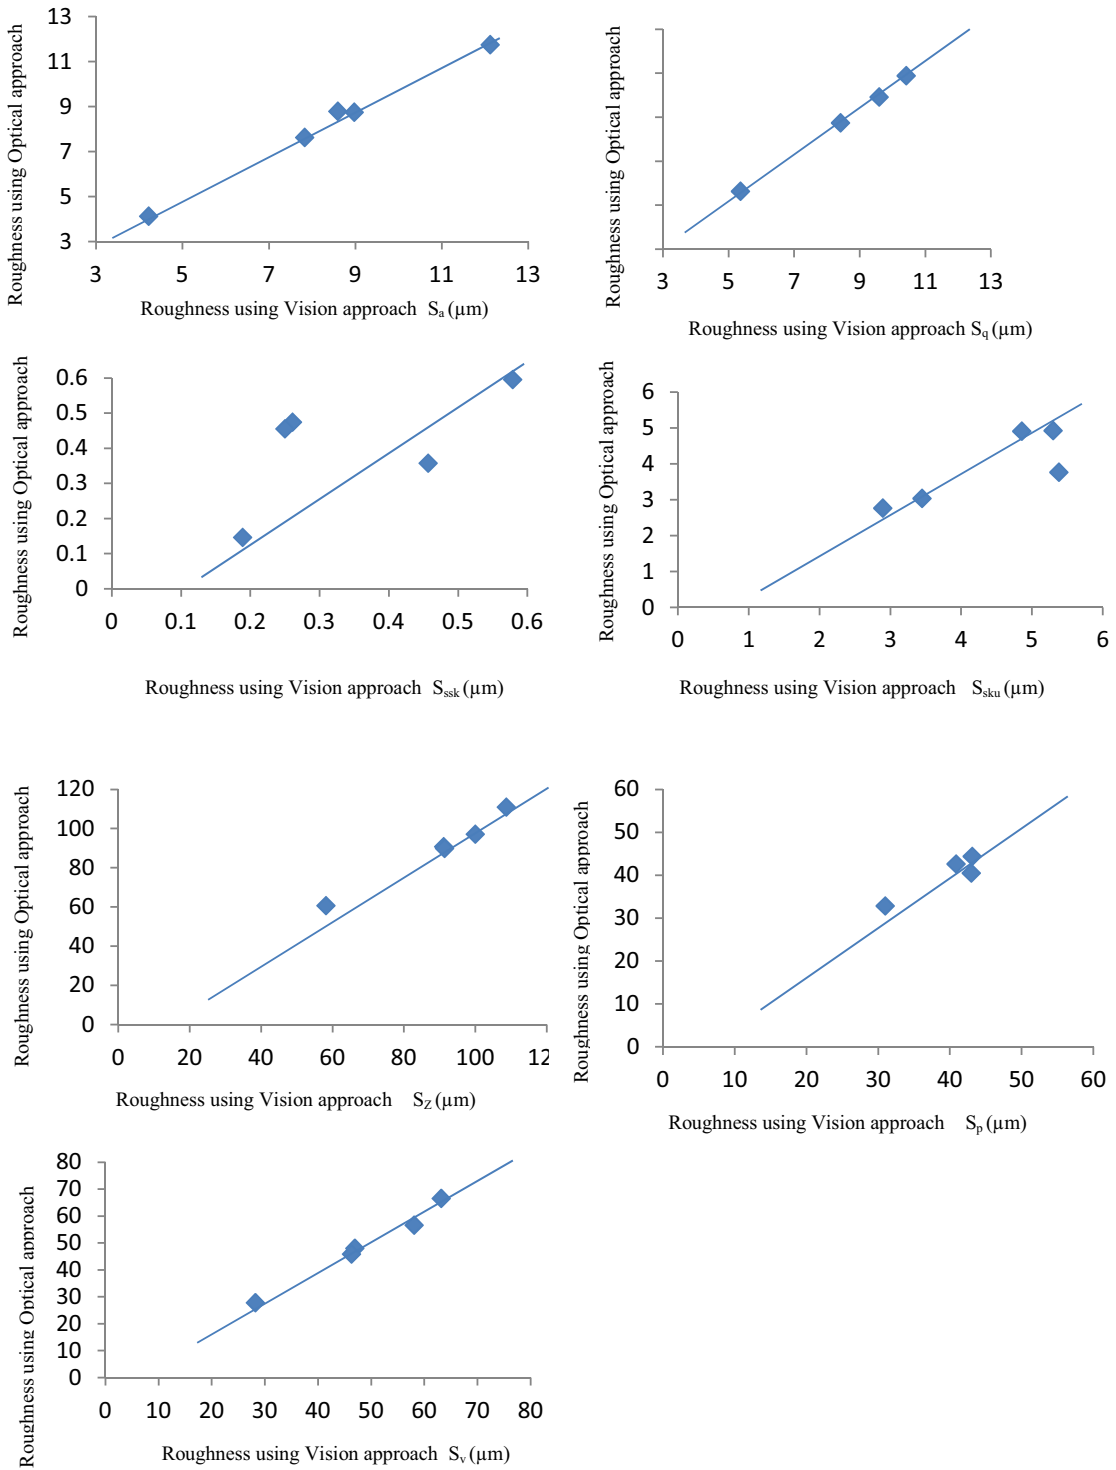 Roughness using Optical approach
13
11
9
7
5
3
3 5 7 9 11 13
Roughness using Vision approach Sₐ (µm)
Roughness using Optical approach
3 5 7 9 11 13
Roughness using Vision approach S_q (µm)
Roughness using Optical approach
0.6
0.5
0.4
0.3
0.2
0.1
0
0 0.1 0.2 0.3 0.4 0.5 0.6
Roughness using Vision approach S_ssk (µm)
Roughness using Optical approach
6
5
4
3
2
1
0
0 1 2 3 4 5 6
Roughness using Vision approach S_sku (µm)
Roughness using Optical approach
120
100
80
60
40
20
0
0 20 40 60 80 100 12
Roughness using Vision approach S_Z (µm)
Roughness using Optical approach
60
50
40
30
20
10
0
0 10 20 30 40 50 60
Roughness using Vision approach S_p (µm)
Roughness using Optical approach
80
70
60
50
40
30
20
10
0
0 10 20 30 40 50 60 70 80
Roughness using Vision approach S_v (µm)